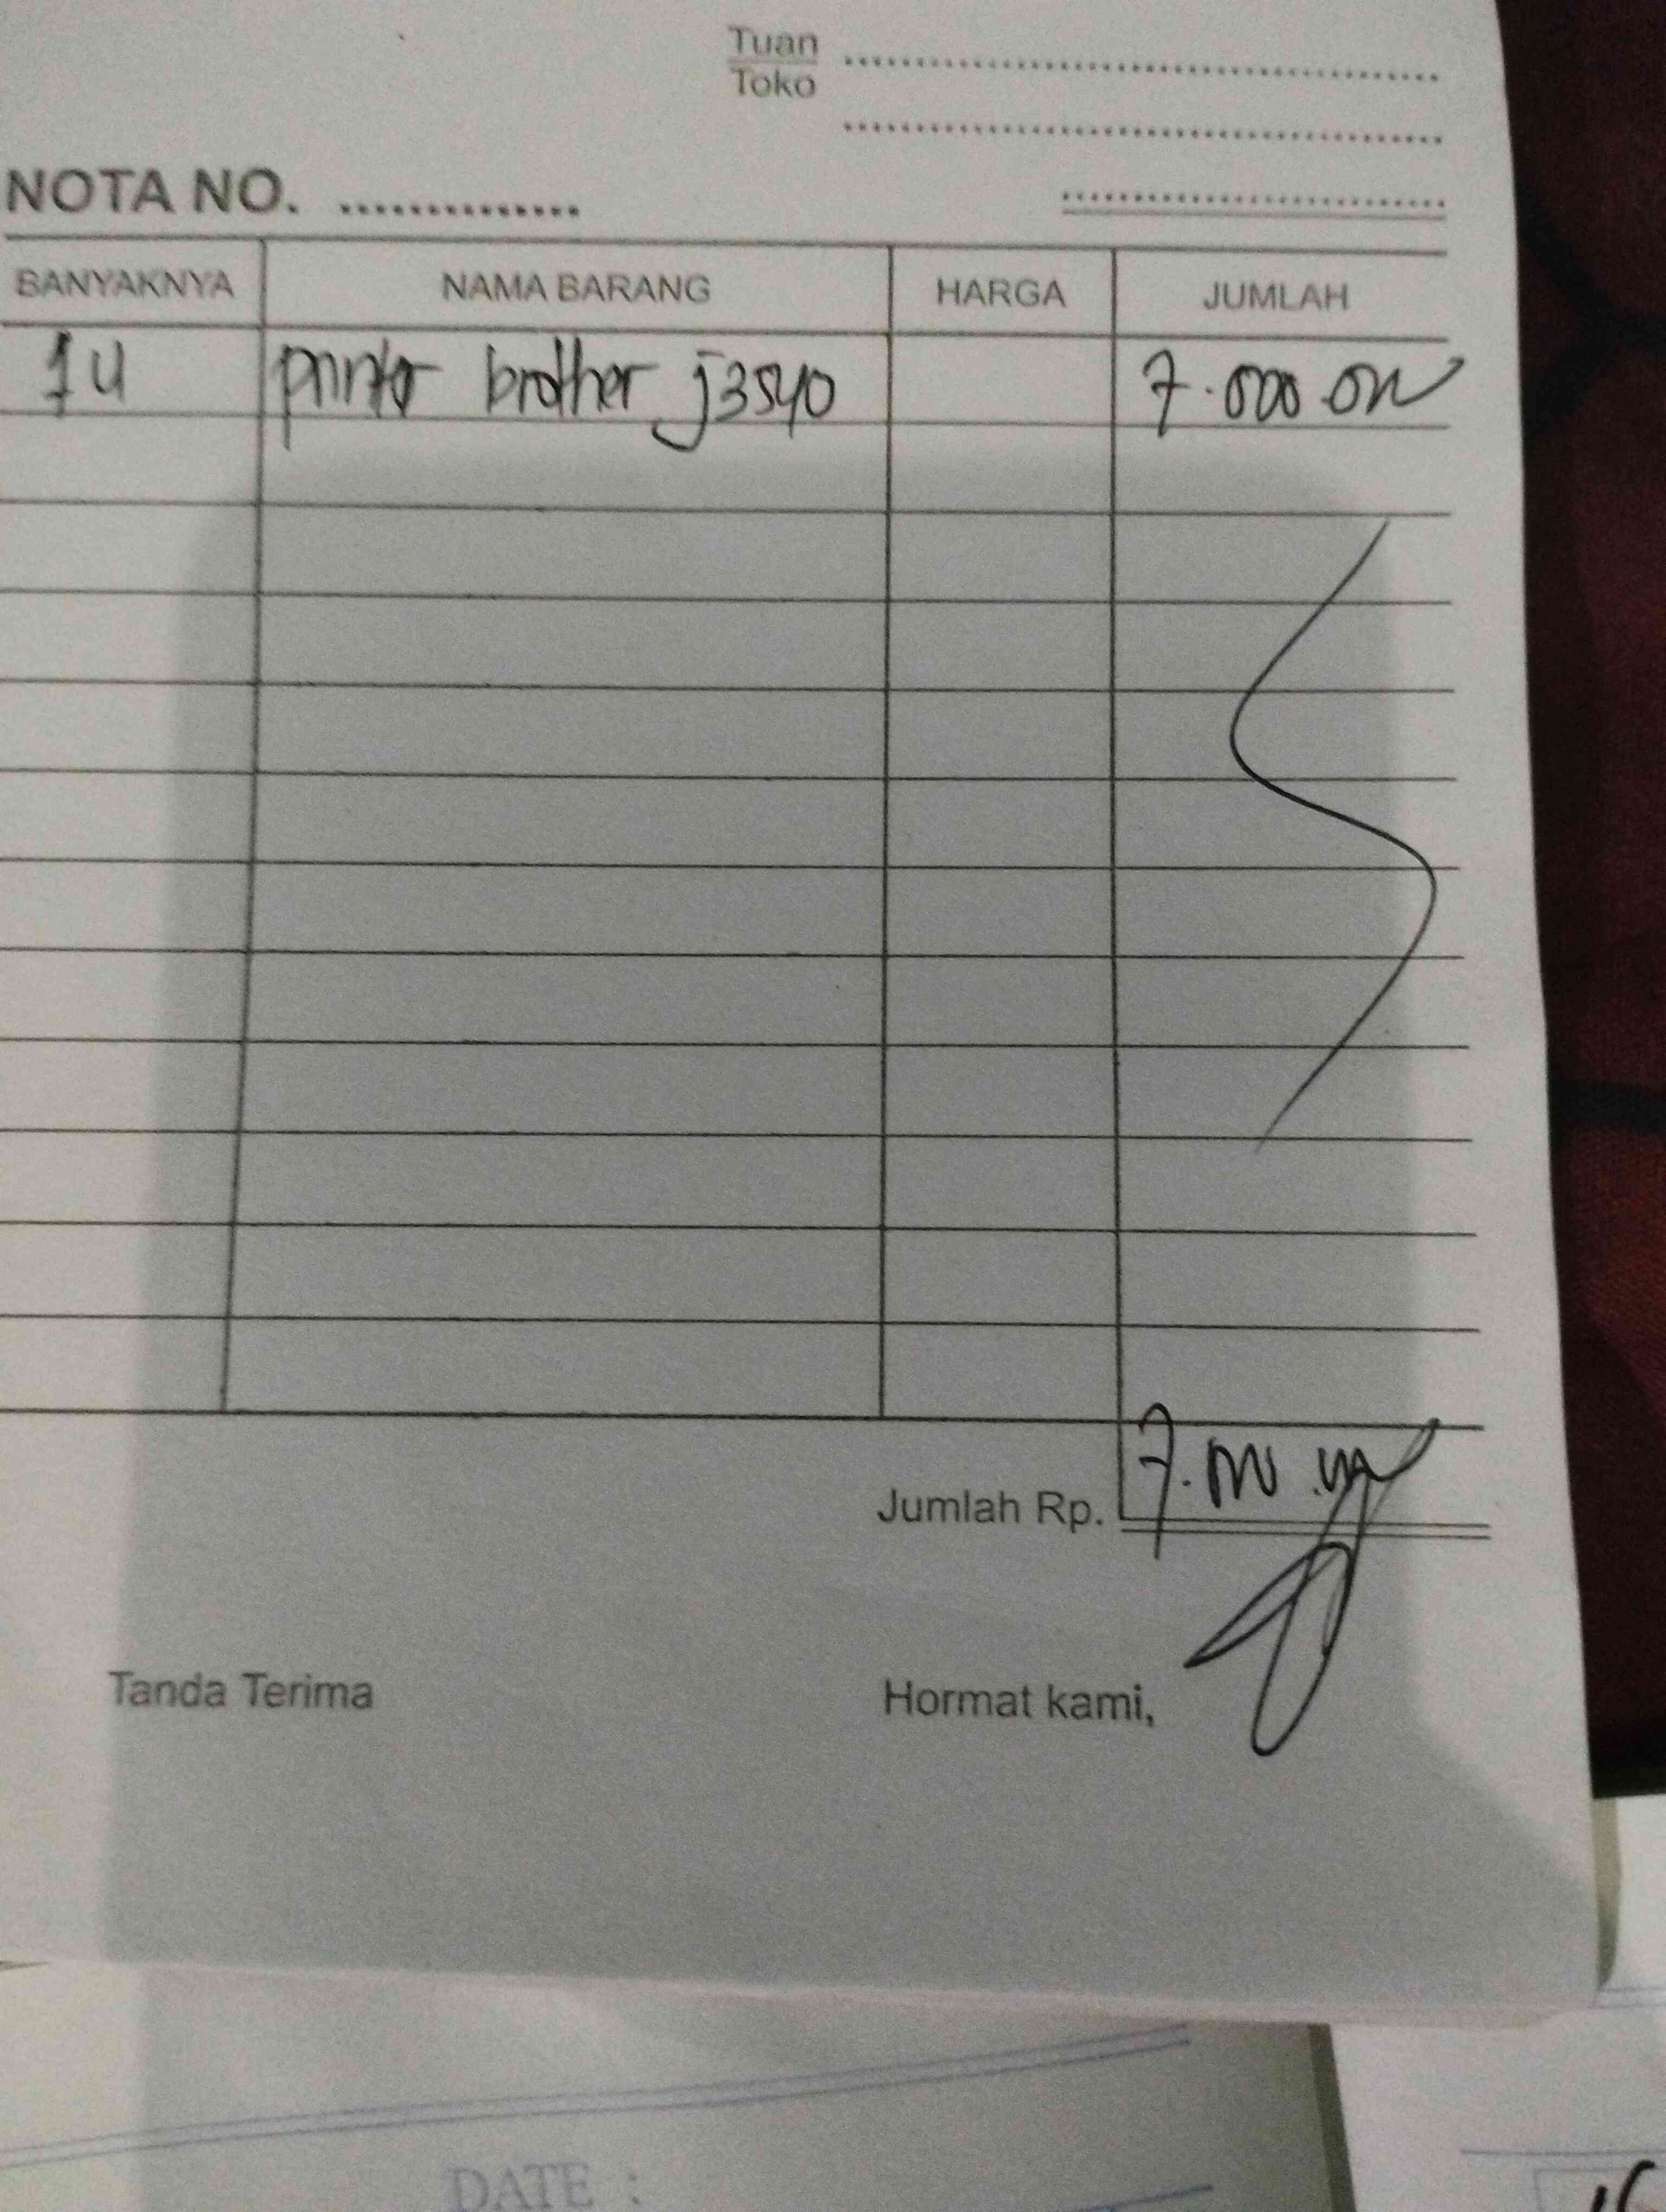 Tuan
Toko
NOTA NO. ..............
BANYAKNYA NAMA BARANG HARGA JUMLAH
1 U printer brother j3540 7.000.000
Jumlah Rp. 7.000.000
Tanda Terima Hormat kami,
DATE :